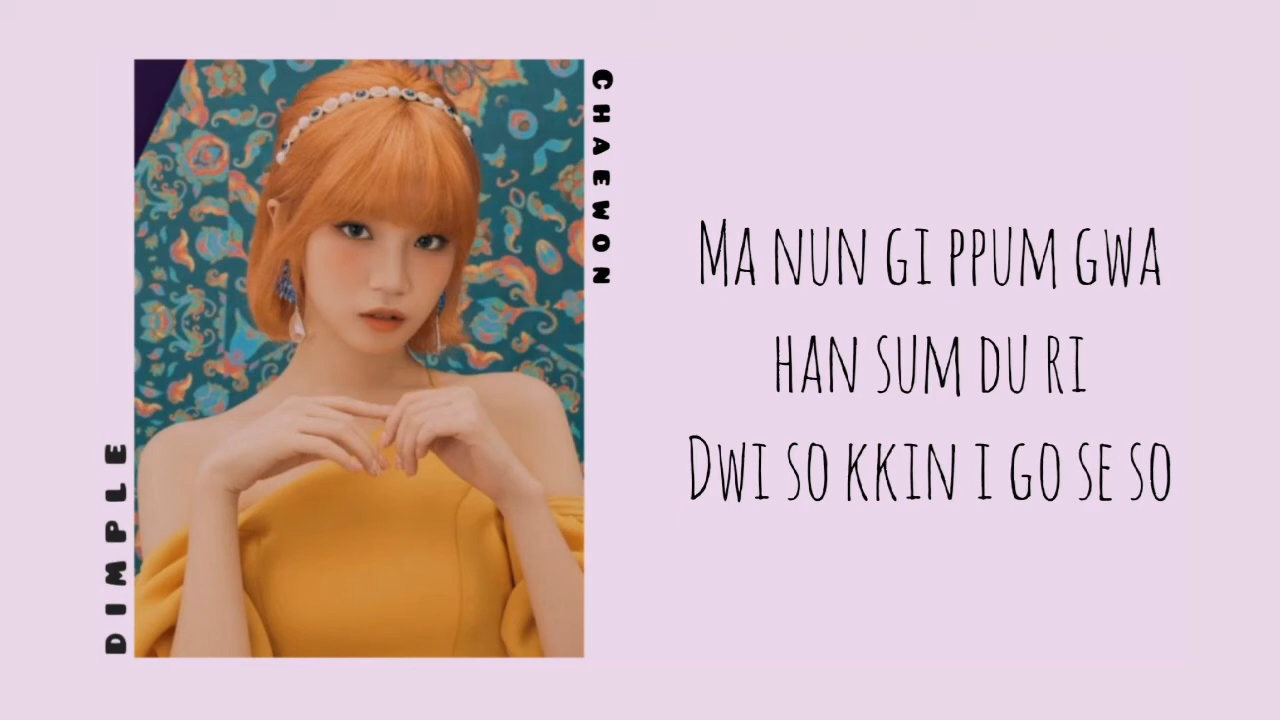 DIMPLE
CHAEWON
MA NUN GI PPUM GWA
HAN SUM DU RI
DWI SO KKIN I GO SE SO